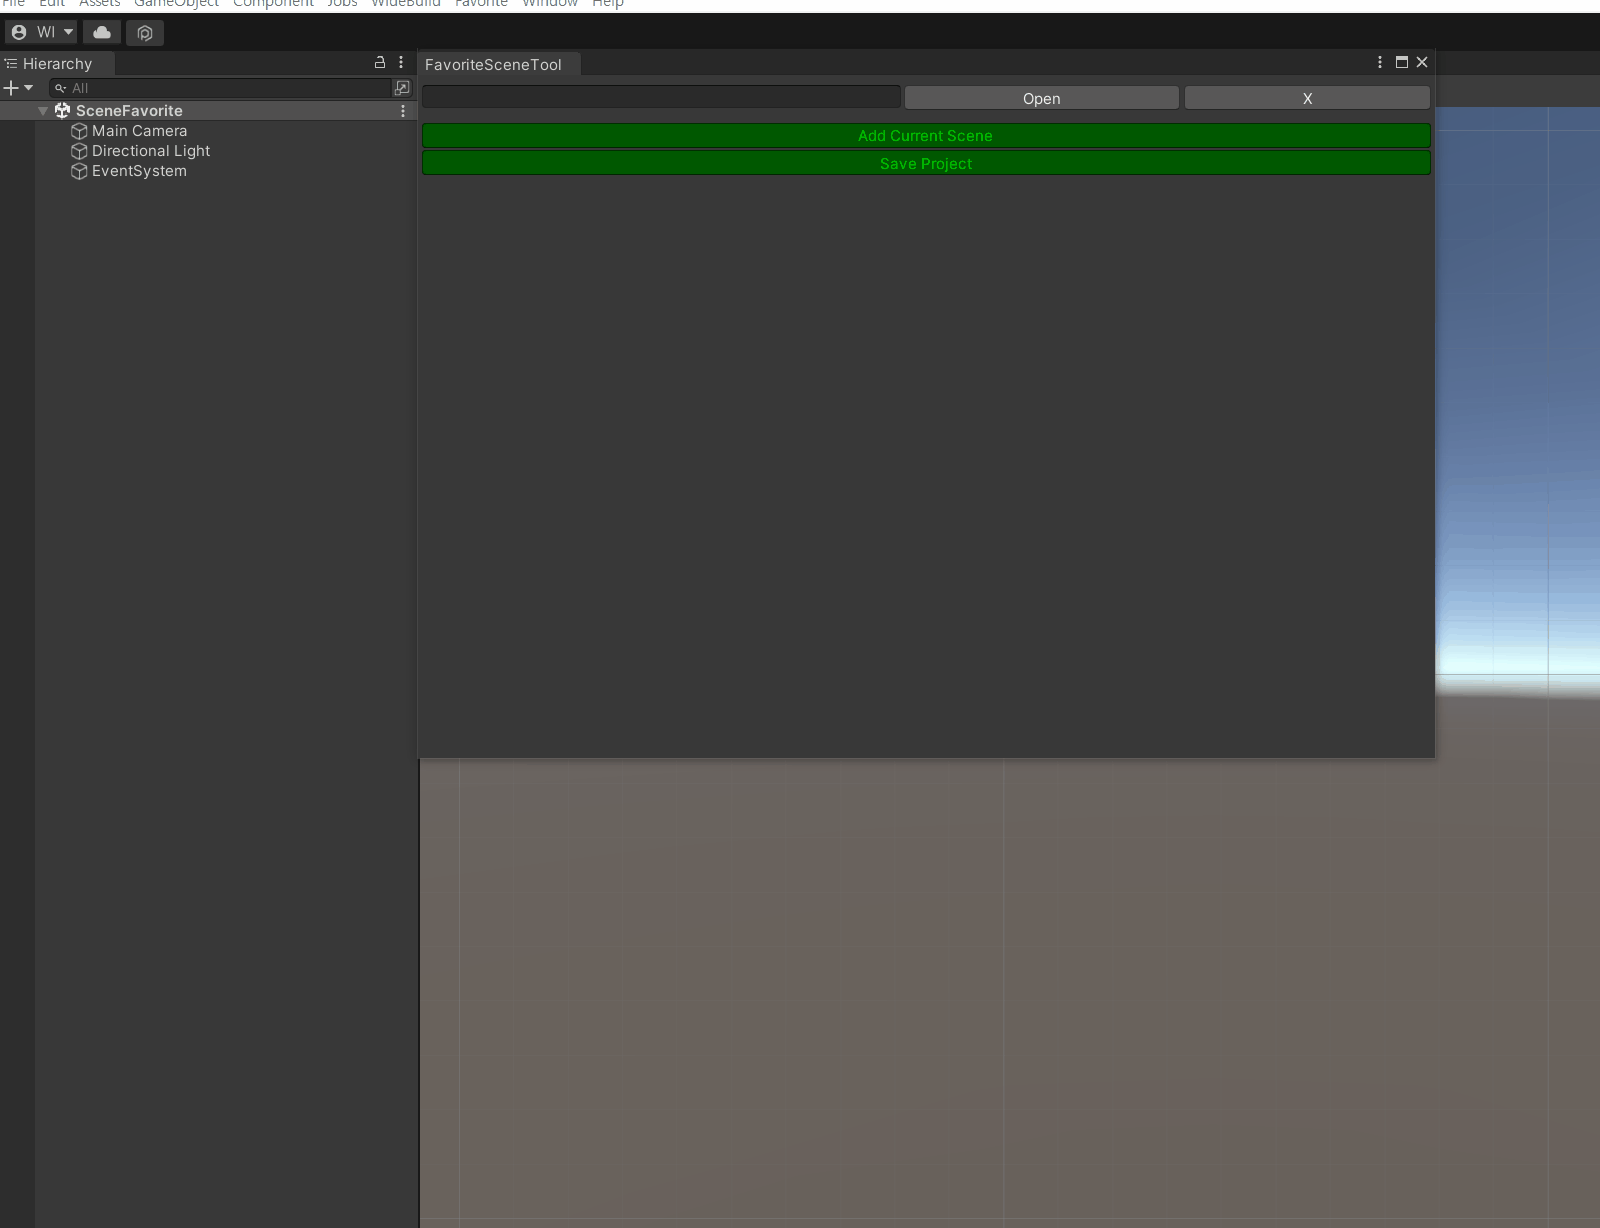 File Edit Assets GameObject Component Jobs WideBuild Favorite Window Help
WI
Hierarchy
All
SceneFavorite
Main Camera
Directional Light
EventSystem
FavoriteSceneTool
Open X
Add Current Scene
Save Project